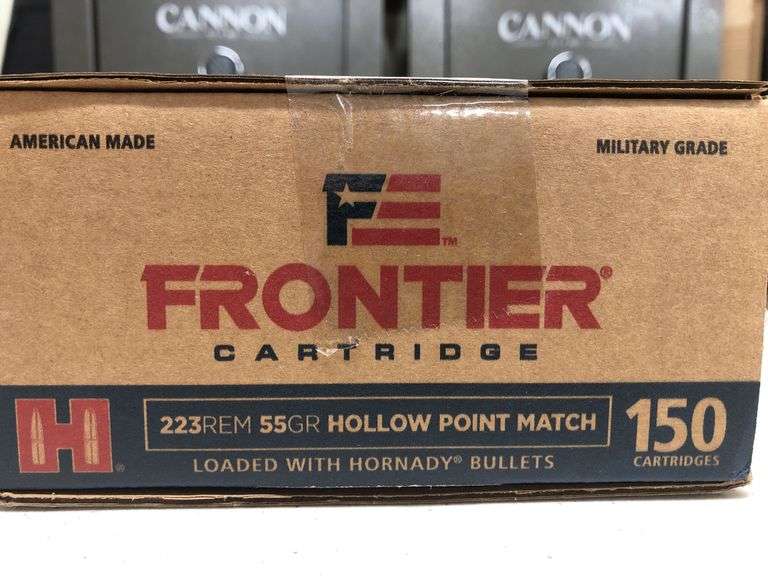 CANNON CANNON
AMERICAN MADE MILITARY GRADE
F
TM
FRONTIER®
CARTRIDGE
H®
223REM 55GR HOLLOW POINT MATCH
LOADED WITH HORNADY® BULLETS
150
CARTRIDGES